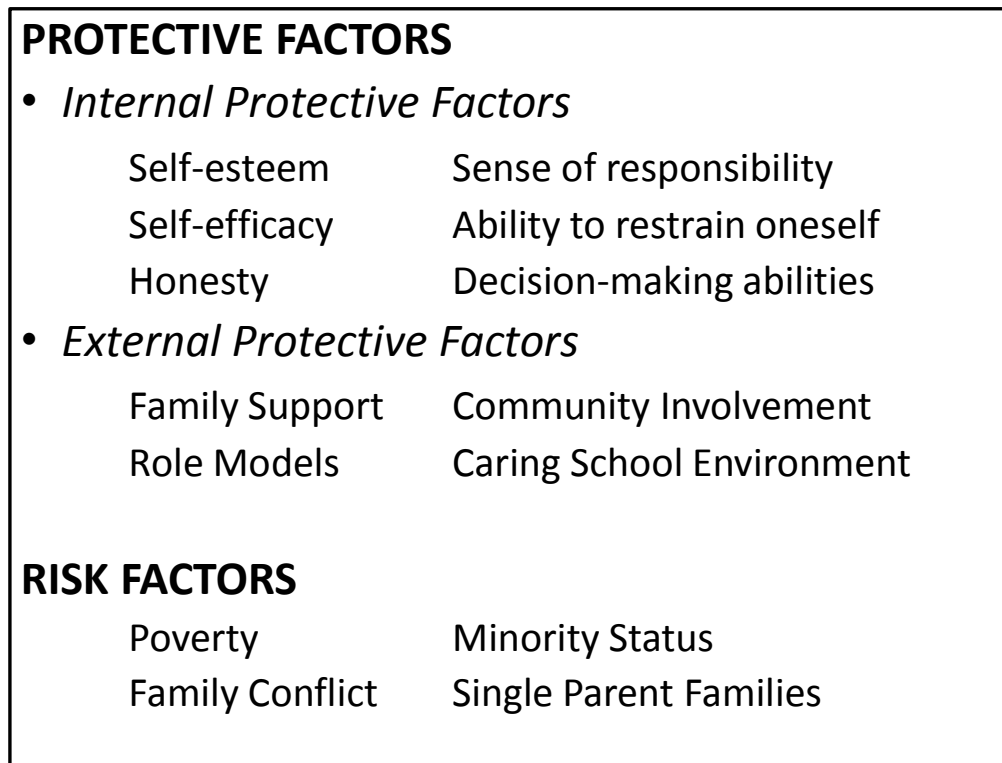 PROTECTIVE FACTORS
• Internal Protective Factors
Self-esteem Sense of responsibility
Self-efficacy Ability to restrain oneself
Honesty Decision-making abilities
• External Protective Factors
Family Support Community Involvement
Role Models Caring School Environment
RISK FACTORS
Poverty Minority Status
Family Conflict Single Parent Families